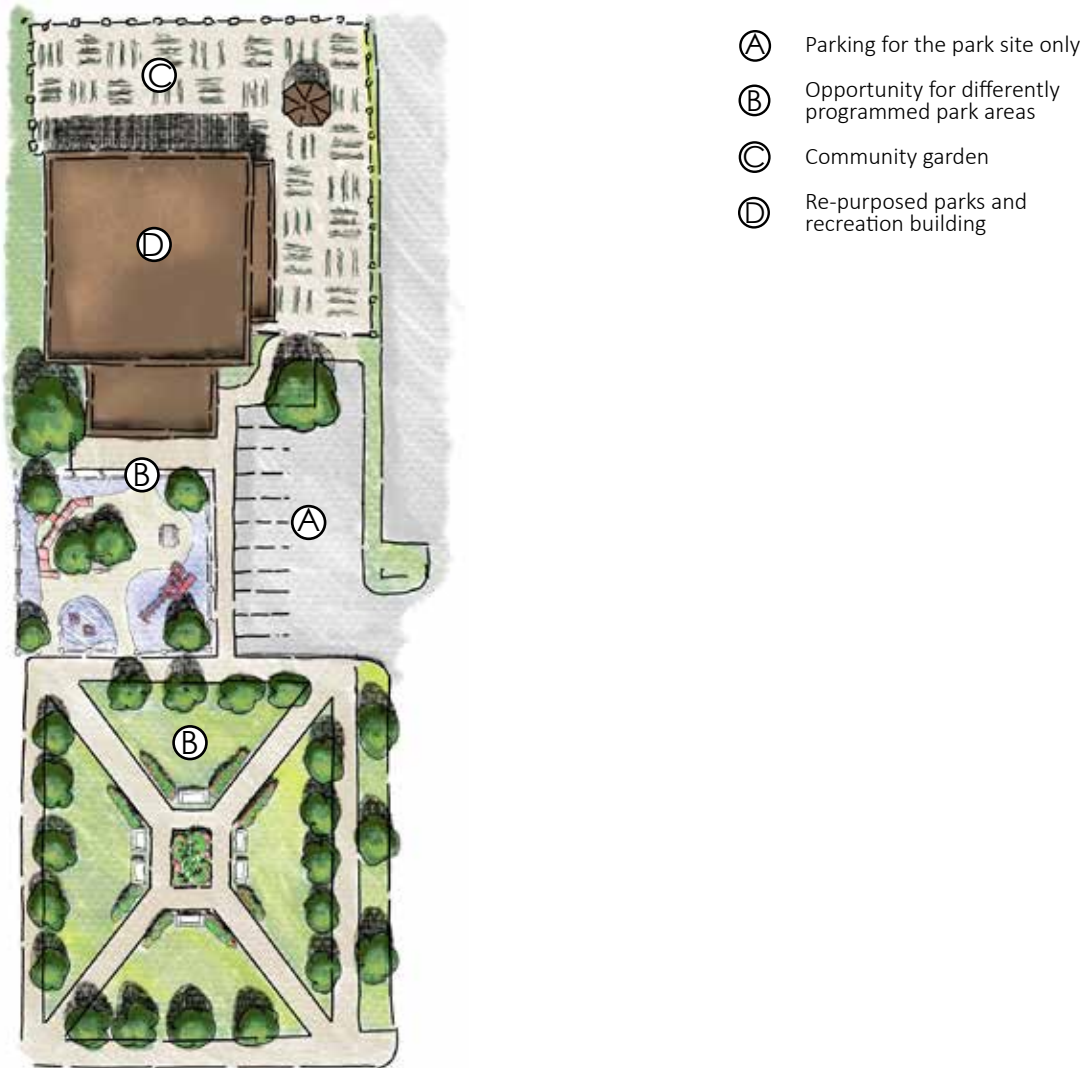 C
D
B
A
B
A Parking for the park site only
B Opportunity for differently
programmed park areas
C Community garden
D Re-purposed parks and
recreation building